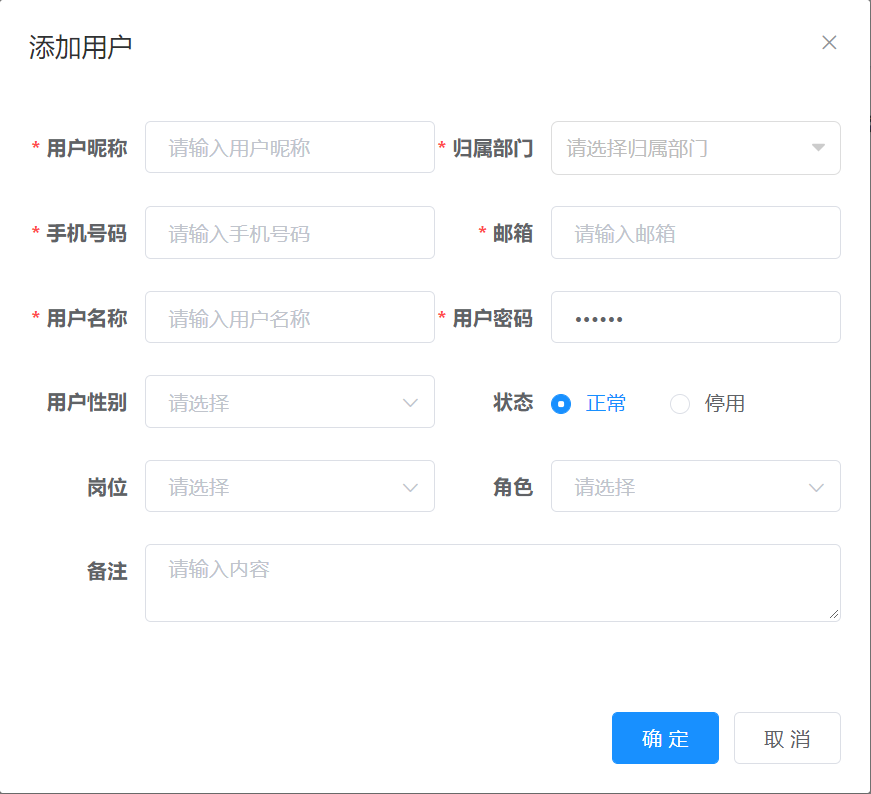 添加用户
* 用户昵称 请输入用户昵称 * 归属部门 请选择归属部门
* 手机号码 请输入手机号码 * 邮箱 请输入邮箱
* 用户名称 请输入用户名称 * 用户密码 ••••••
用户性别 请选择 状态 正常 停用
岗位 请选择 角色 请选择
备注 请输入内容
确 定 取 消